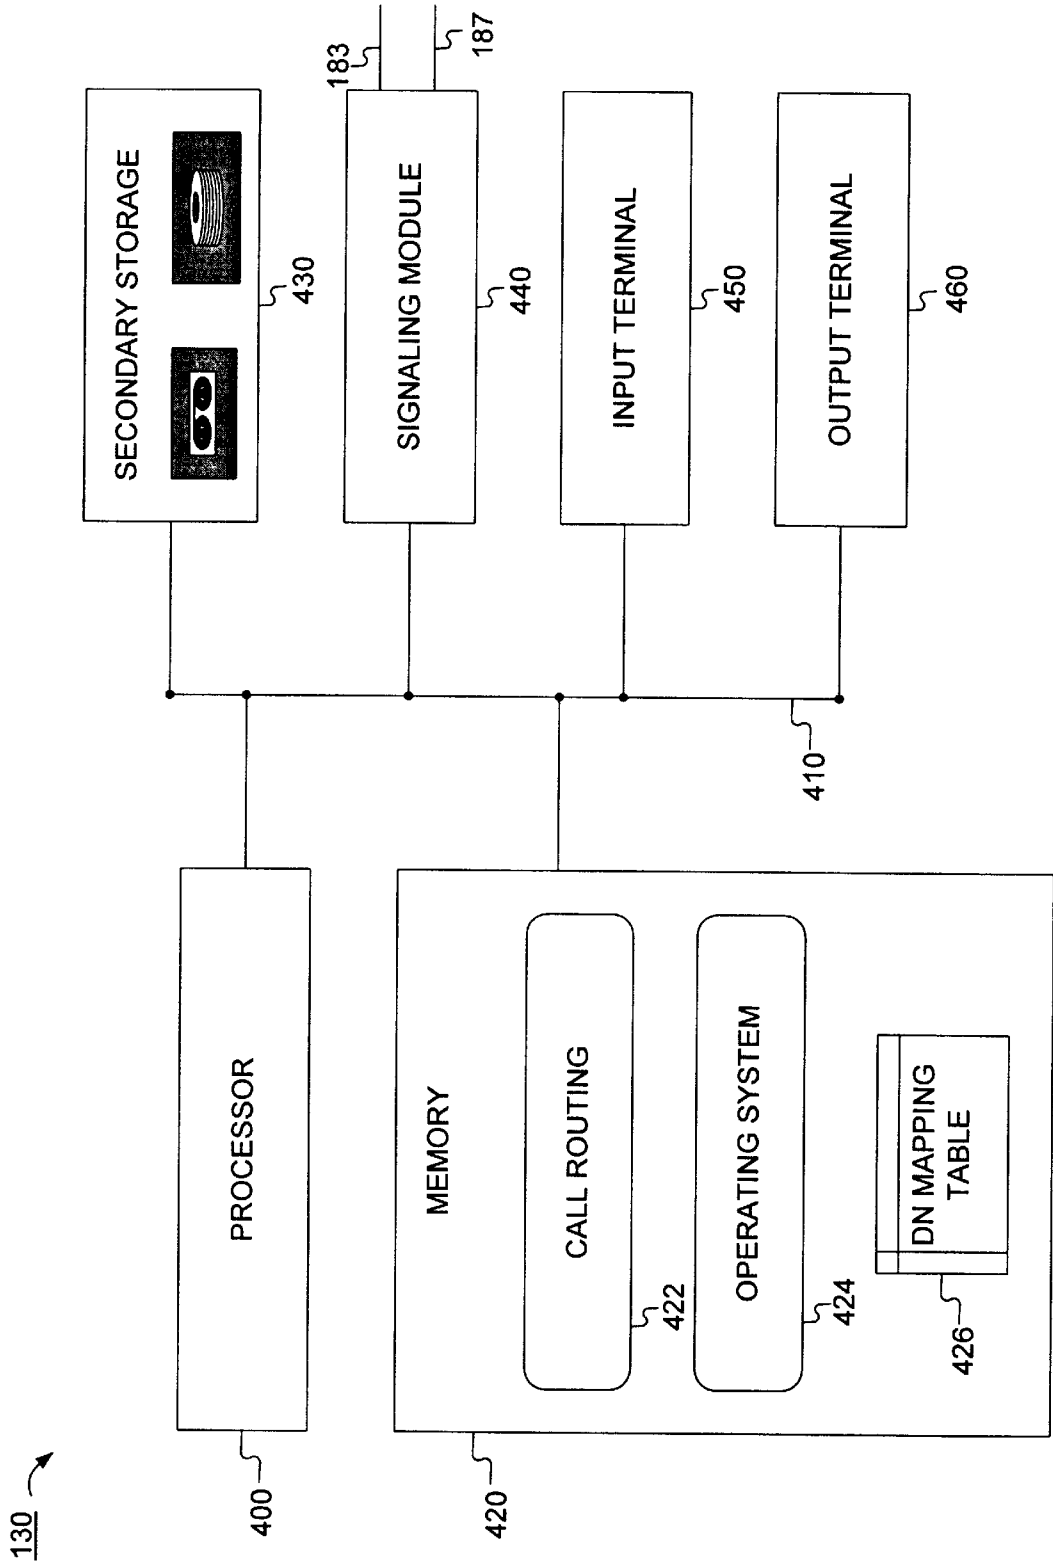 130
400
PROCESSOR
420
MEMORY
CALL ROUTING
422
OPERATING SYSTEM
424
DN MAPPING
TABLE
426
410
SECONDARY STORAGE
430
183
187
SIGNALING MODULE
440
INPUT TERMINAL
450
OUTPUT TERMINAL
460